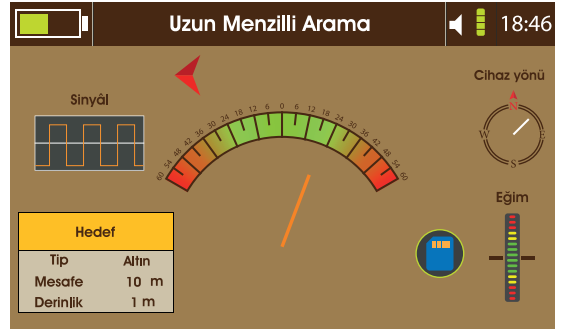 Uzun Menzilli Arama
18:46
Sinyâl
60 54 48 42 36 30 24 18 12 6 0 6 12 18 24 30 36 42 48 54 60
Cihaz yönü
N
W E
S
Eğim
Hedef
Tip Altın
Mesafe 10 m
Derinlik 1 m